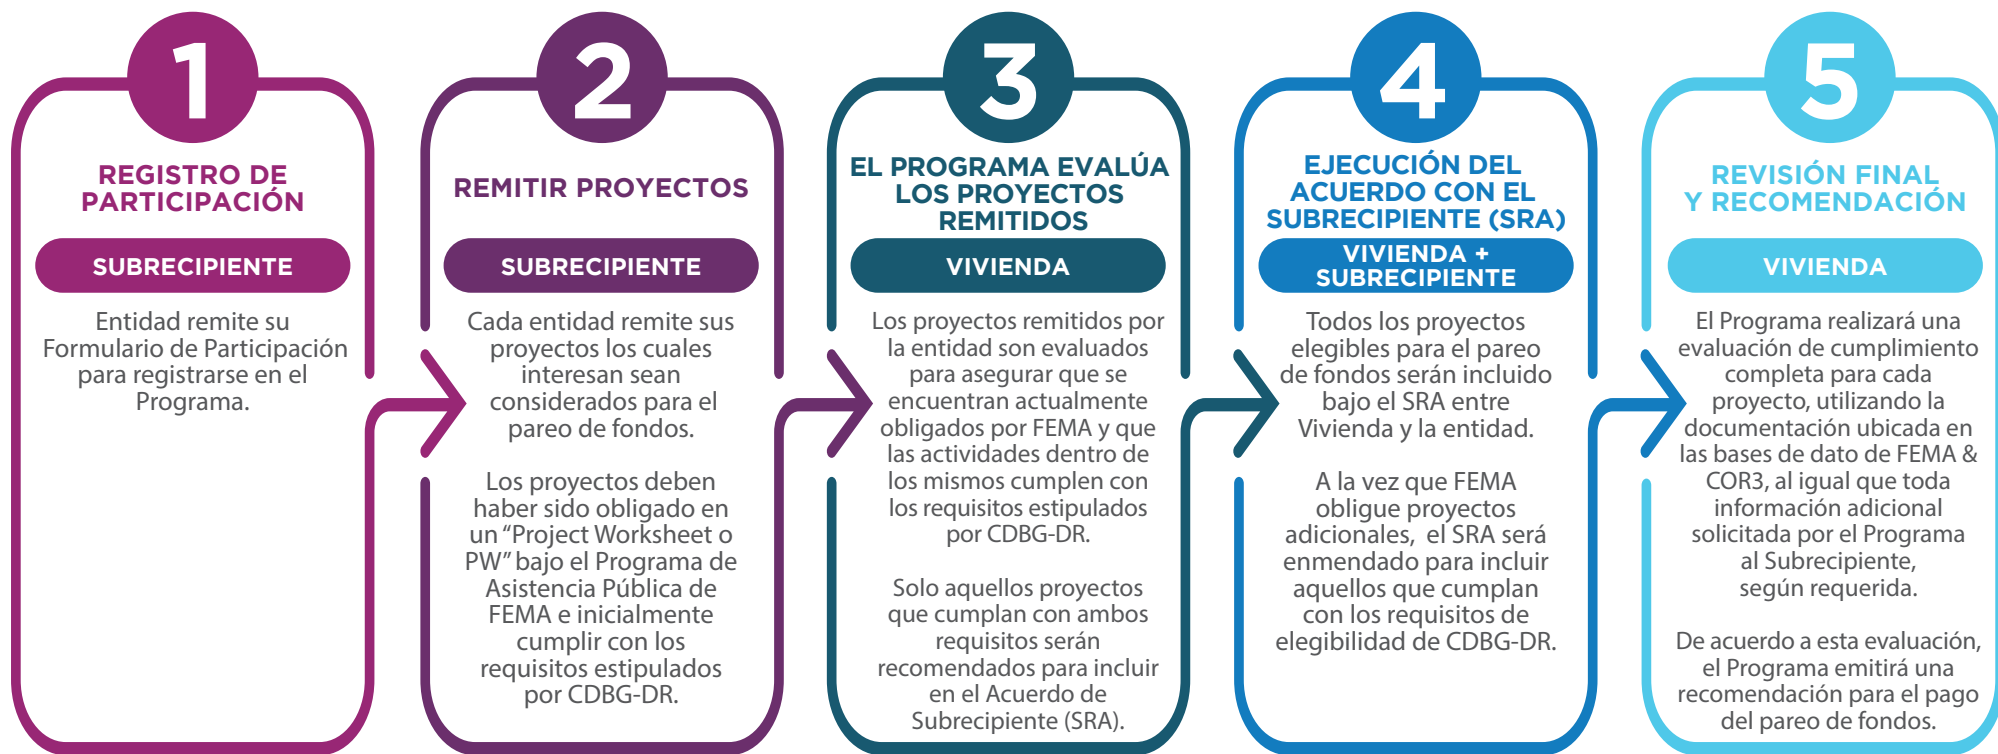 1
REGISTRO DE
PARTICIPACIÓN
SUBRECIPIENTE
Entidad remite su
Formulario de Participación
para registrarse en el
Programa.
2
REMITIR PROYECTOS
SUBRECIPIENTE
Cada entidad remite sus
proyectos los cuales
interesan sean
considerados para el
pareo de fondos.
Los proyectos deben
haber sido obligado en
un “Project Worksheet o
PW” bajo el Programa de
Asistencia Pública de
FEMA e inicialmente
cumplir con los
requisitos estipulados
por CDBG-DR.
3
EL PROGRAMA EVALÚA
LOS PROYECTOS
REMITIDOS
VIVIENDA
Los proyectos remitidos por
la entidad son evaluados
para asegurar que se
encuentran actualmente
obligados por FEMA y que
las actividades dentro de
los mismos cumplen con
los requisitos estipulados
por CDBG-DR.
Solo aquellos proyectos
que cumplan con ambos
requisitos serán
recomendados para incluir
en el Acuerdo de
Subrecipiente (SRA).
4
EJECUCIÓN DEL
ACUERDO CON EL
SUBRECIPIENTE (SRA)
VIVIENDA +
SUBRECIPIENTE
Todos los proyectos
elegibles para el pareo
de fondos serán incluido
bajo el SRA entre
Vivienda y la entidad.
A la vez que FEMA
obligue proyectos
adicionales, el SRA será
enmendado para incluir
aquellos que cumplan
con los requisitos de
elegibilidad de CDBG-DR.
5
REVISIÓN FINAL
Y RECOMENDACIÓN
VIVIENDA
El Programa realizará una
evaluación de cumplimiento
completa para cada
proyecto, utilizando la
documentación ubicada en
las bases de dato de FEMA &
COR3, al igual que toda
información adicional
solicitada por el Programa
al Subrecipiente,
según requerida.
De acuerdo a esta evaluación,
el Programa emitirá una
recomendación para el pago
del pareo de fondos.